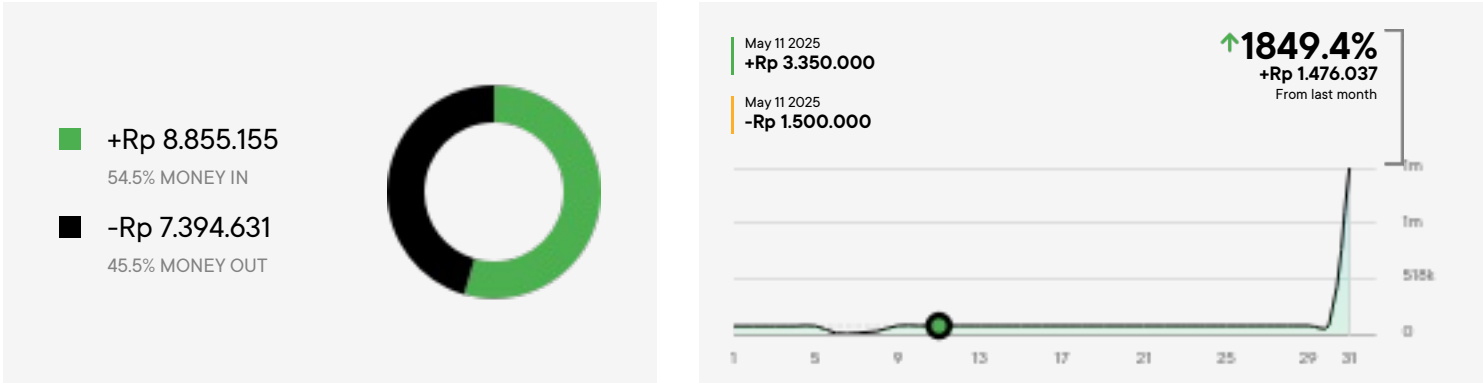 +Rp 8.855.155
54.5% MONEY IN
-Rp 7.394.631
45.5% MONEY OUT
May 11 2025
+Rp 3.350.000
May 11 2025
-Rp 1.500.000
1849.4%
+Rp 1.476.037
From last month
1m
1m
518k
0
1 5 9 13 17 21 25 29 31